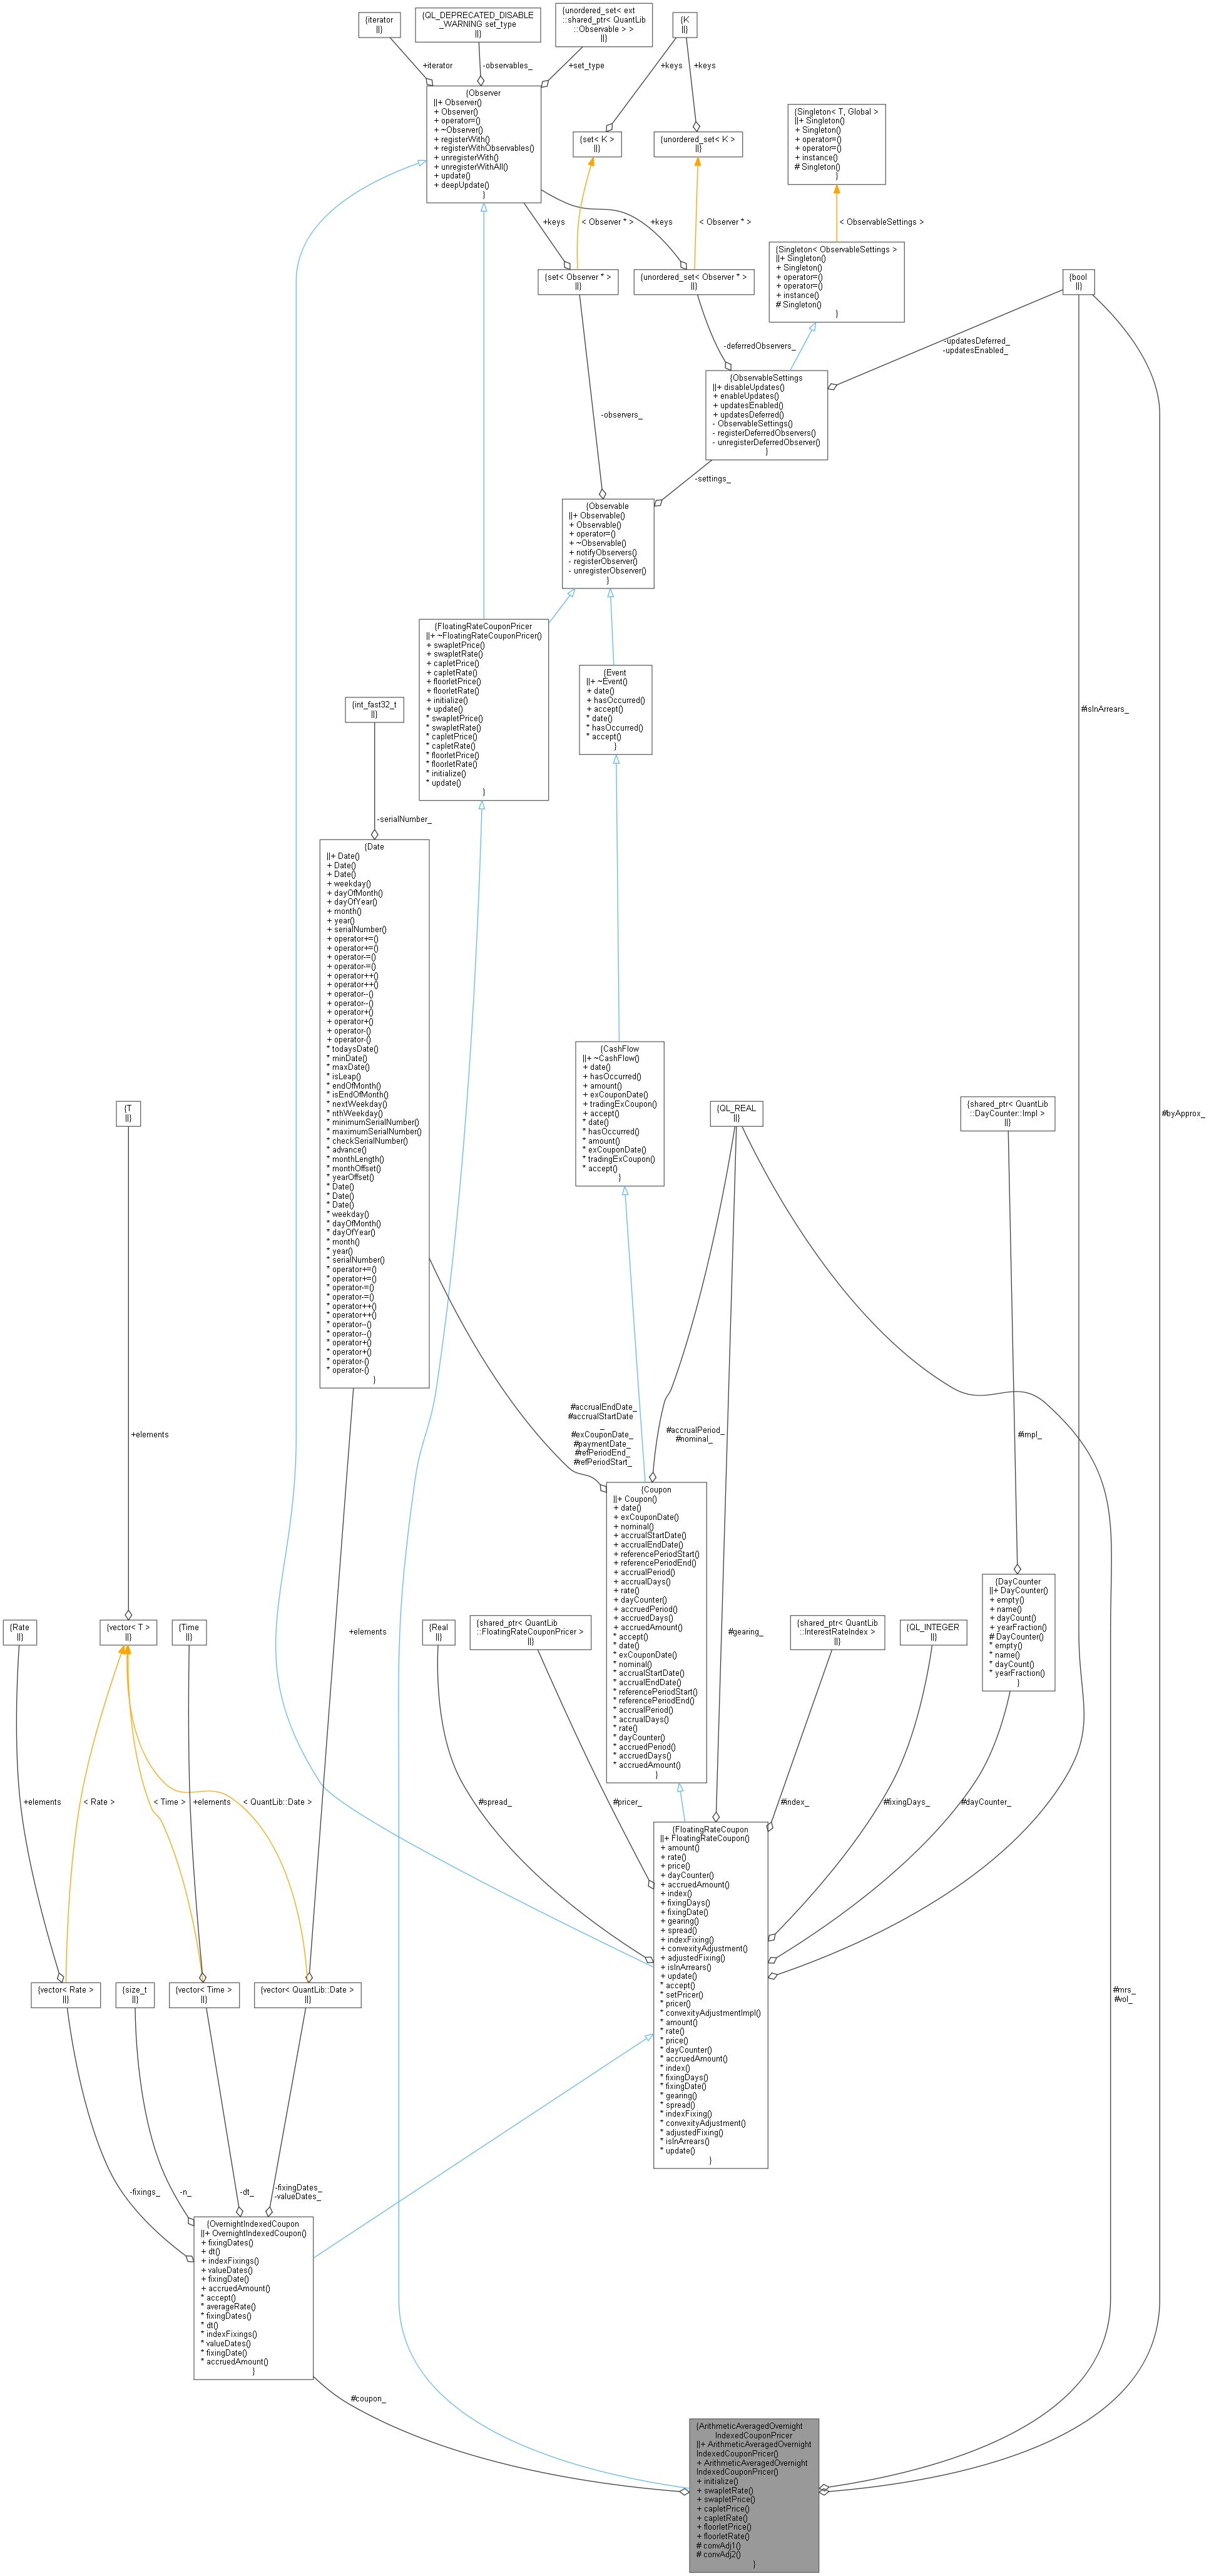 {iterator
||}
{QL_DEPRECATED_DISABLE
_WARNING set_type
||}
{unordered_set< ext
::shared_ptr< QuantLib
::Observable > >
||}
{K
||}
+iterator
-observables_
+set_type
+keys
+keys
{Observer
||+ Observer()
+ Observer()
+ operator=()
+ ~Observer()
+ registerWith()
+ registerWithObservables()
+ unregisterWith()
+ unregisterWithAll()
+ update()
+ deepUpdate()
}
{set< K >
||}
{unordered_set< K >
||}
{Singleton< T, Global >
||+ Singleton()
+ Singleton()
+ operator=()
+ operator=()
+ instance()
# Singleton()
}
+keys
< Observer * >
+keys
< Observer * >
< ObservableSettings >
{set< Observer * >
||}
{unordered_set< Observer * >
||}
{Singleton< ObservableSettings >
||+ Singleton()
+ Singleton()
+ operator=()
+ operator=()
+ instance()
# Singleton()
}
{bool
||}
-deferredObservers_
-updatesDeferred_
-updatesEnabled_
{ObservableSettings
||+ disableUpdates()
+ enableUpdates()
+ updatesEnabled()
+ updatesDeferred()
- ObservableSettings()
- registerDeferredObservers()
- unregisterDeferredObserver()
}
-observers_
-settings_
{Observable
||+ Observable()
+ Observable()
+ operator=()
+ ~Observable()
+ notifyObservers()
- registerObserver()
- unregisterObserver()
}
{FloatingRateCouponPricer
||+ ~FloatingRateCouponPricer()
+ swapletPrice()
+ swapletRate()
+ capletPrice()
+ capletRate()
+ floorletPrice()
+ floorletRate()
+ initialize()
+ update()
* swapletPrice()
* swapletRate()
* capletPrice()
* capletRate()
* floorletPrice()
* floorletRate()
* initialize()
* update()
}
{Event
||+ ~Event()
+ date()
+ hasOccurred()
+ accept()
* date()
* hasOccurred()
* accept()
}
{int_fast32_t
||}
#isInArrears_
-serialNumber_
{Date
||+ Date()
+ Date()
+ Date()
+ weekday()
+ dayOfMonth()
+ dayOfYear()
+ month()
+ year()
+ serialNumber()
+ operator+=()
+ operator+=()
+ operator-=()
+ operator-=()
+ operator++()
+ operator++()
+ operator--()
+ operator--()
+ operator+()
+ operator+()
+ operator-()
+ operator-()
* todaysDate()
* minDate()
* maxDate()
* isLeap()
* endOfMonth()
* isEndOfMonth()
* nextWeekday()
* nthWeekday()
* minimumSerialNumber()
* maximumSerialNumber()
* checkSerialNumber()
* advance()
* monthLength()
* monthOffset()
* yearOffset()
* Date()
* Date()
* Date()
* weekday()
* dayOfMonth()
* dayOfYear()
* month()
* year()
* serialNumber()
* operator+=()
* operator+=()
* operator-=()
* operator-=()
* operator++()
* operator++()
* operator--()
* operator--()
* operator+()
* operator+()
* operator-()
* operator-()
}
{CashFlow
||+ ~CashFlow()
+ date()
+ hasOccurred()
+ amount()
+ exCouponDate()
+ tradingExCoupon()
+ accept()
* date()
* hasOccurred()
* amount()
* exCouponDate()
* tradingExCoupon()
* accept()
}
{T
||}
{QL_REAL
||}
{shared_ptr< QuantLib
::DayCounter::Impl >
||}
#byApprox_
+elements
#accrualEndDate_
#accrualStartDate
_
#exCouponDate_
#paymentDate_
#refPeriodEnd_
#refPeriodStart_
#accrualPeriod_
#nominal_
#impl_
{Coupon
||+ Coupon()
+ date()
+ exCouponDate()
+ nominal()
+ accrualStartDate()
+ accrualEndDate()
+ referencePeriodStart()
+ referencePeriodEnd()
+ accrualPeriod()
+ accrualDays()
+ rate()
+ dayCounter()
+ accruedPeriod()
+ accruedDays()
+ accruedAmount()
* accept()
* date()
* exCouponDate()
* nominal()
* accrualStartDate()
* accrualEndDate()
* referencePeriodStart()
* referencePeriodEnd()
* accrualPeriod()
* accrualDays()
* rate()
* dayCounter()
* accruedPeriod()
* accruedDays()
* accruedAmount()
}
{DayCounter
||+ DayCounter()
+ empty()
+ name()
+ dayCount()
+ yearFraction()
# DayCounter()
* empty()
* name()
* dayCount()
* yearFraction()
}
{Rate
||}
{vector< T >
||}
{Time
||}
+elements
{Real
||}
{shared_ptr< QuantLib
::FloatingRateCouponPricer >
||}
#gearing_
{shared_ptr< QuantLib
::InterestRateIndex >
||}
{QL_INTEGER
||}
+elements
< Rate >
< Time >
+elements
< QuantLib::Date >
#spread_
#pricer_
#index_
#fixingDays_
#dayCounter_
{FloatingRateCoupon
||+ FloatingRateCoupon()
+ amount()
+ rate()
+ price()
+ dayCounter()
+ accruedAmount()
+ index()
+ fixingDays()
+ fixingDate()
+ gearing()
+ spread()
+ indexFixing()
+ convexityAdjustment()
+ adjustedFixing()
+ isInArrears()
+ update()
* accept()
* setPricer()
* pricer()
* convexityAdjustmentImpl()
* amount()
* rate()
* price()
* dayCounter()
* accruedAmount()
* index()
* fixingDays()
* fixingDate()
* gearing()
* spread()
* indexFixing()
* convexityAdjustment()
* adjustedFixing()
* isInArrears()
* update()
}
{vector< Rate >
||}
{size_t
||}
{vector< Time >
||}
{vector< QuantLib::Date >
||}
#mrs_
#vol_
-fixings_
-n_
-dt_
-fixingDates_
-valueDates_
{OvernightIndexedCoupon
||+ OvernightIndexedCoupon()
+ fixingDates()
+ dt()
+ indexFixings()
+ valueDates()
+ fixingDate()
+ accruedAmount()
* accept()
* averageRate()
* fixingDates()
* dt()
* indexFixings()
* valueDates()
* fixingDate()
* accruedAmount()
}
#coupon_
{ArithmeticAveragedOvernight
IndexedCouponPricer
||+ ArithmeticAveragedOvernight
IndexedCouponPricer()
+ ArithmeticAveragedOvernight
IndexedCouponPricer()
+ initialize()
+ swapletRate()
+ swapletPrice()
+ capletPrice()
+ capletRate()
+ floorletPrice()
+ floorletRate()
# convAdj1()
# convAdj2()
}